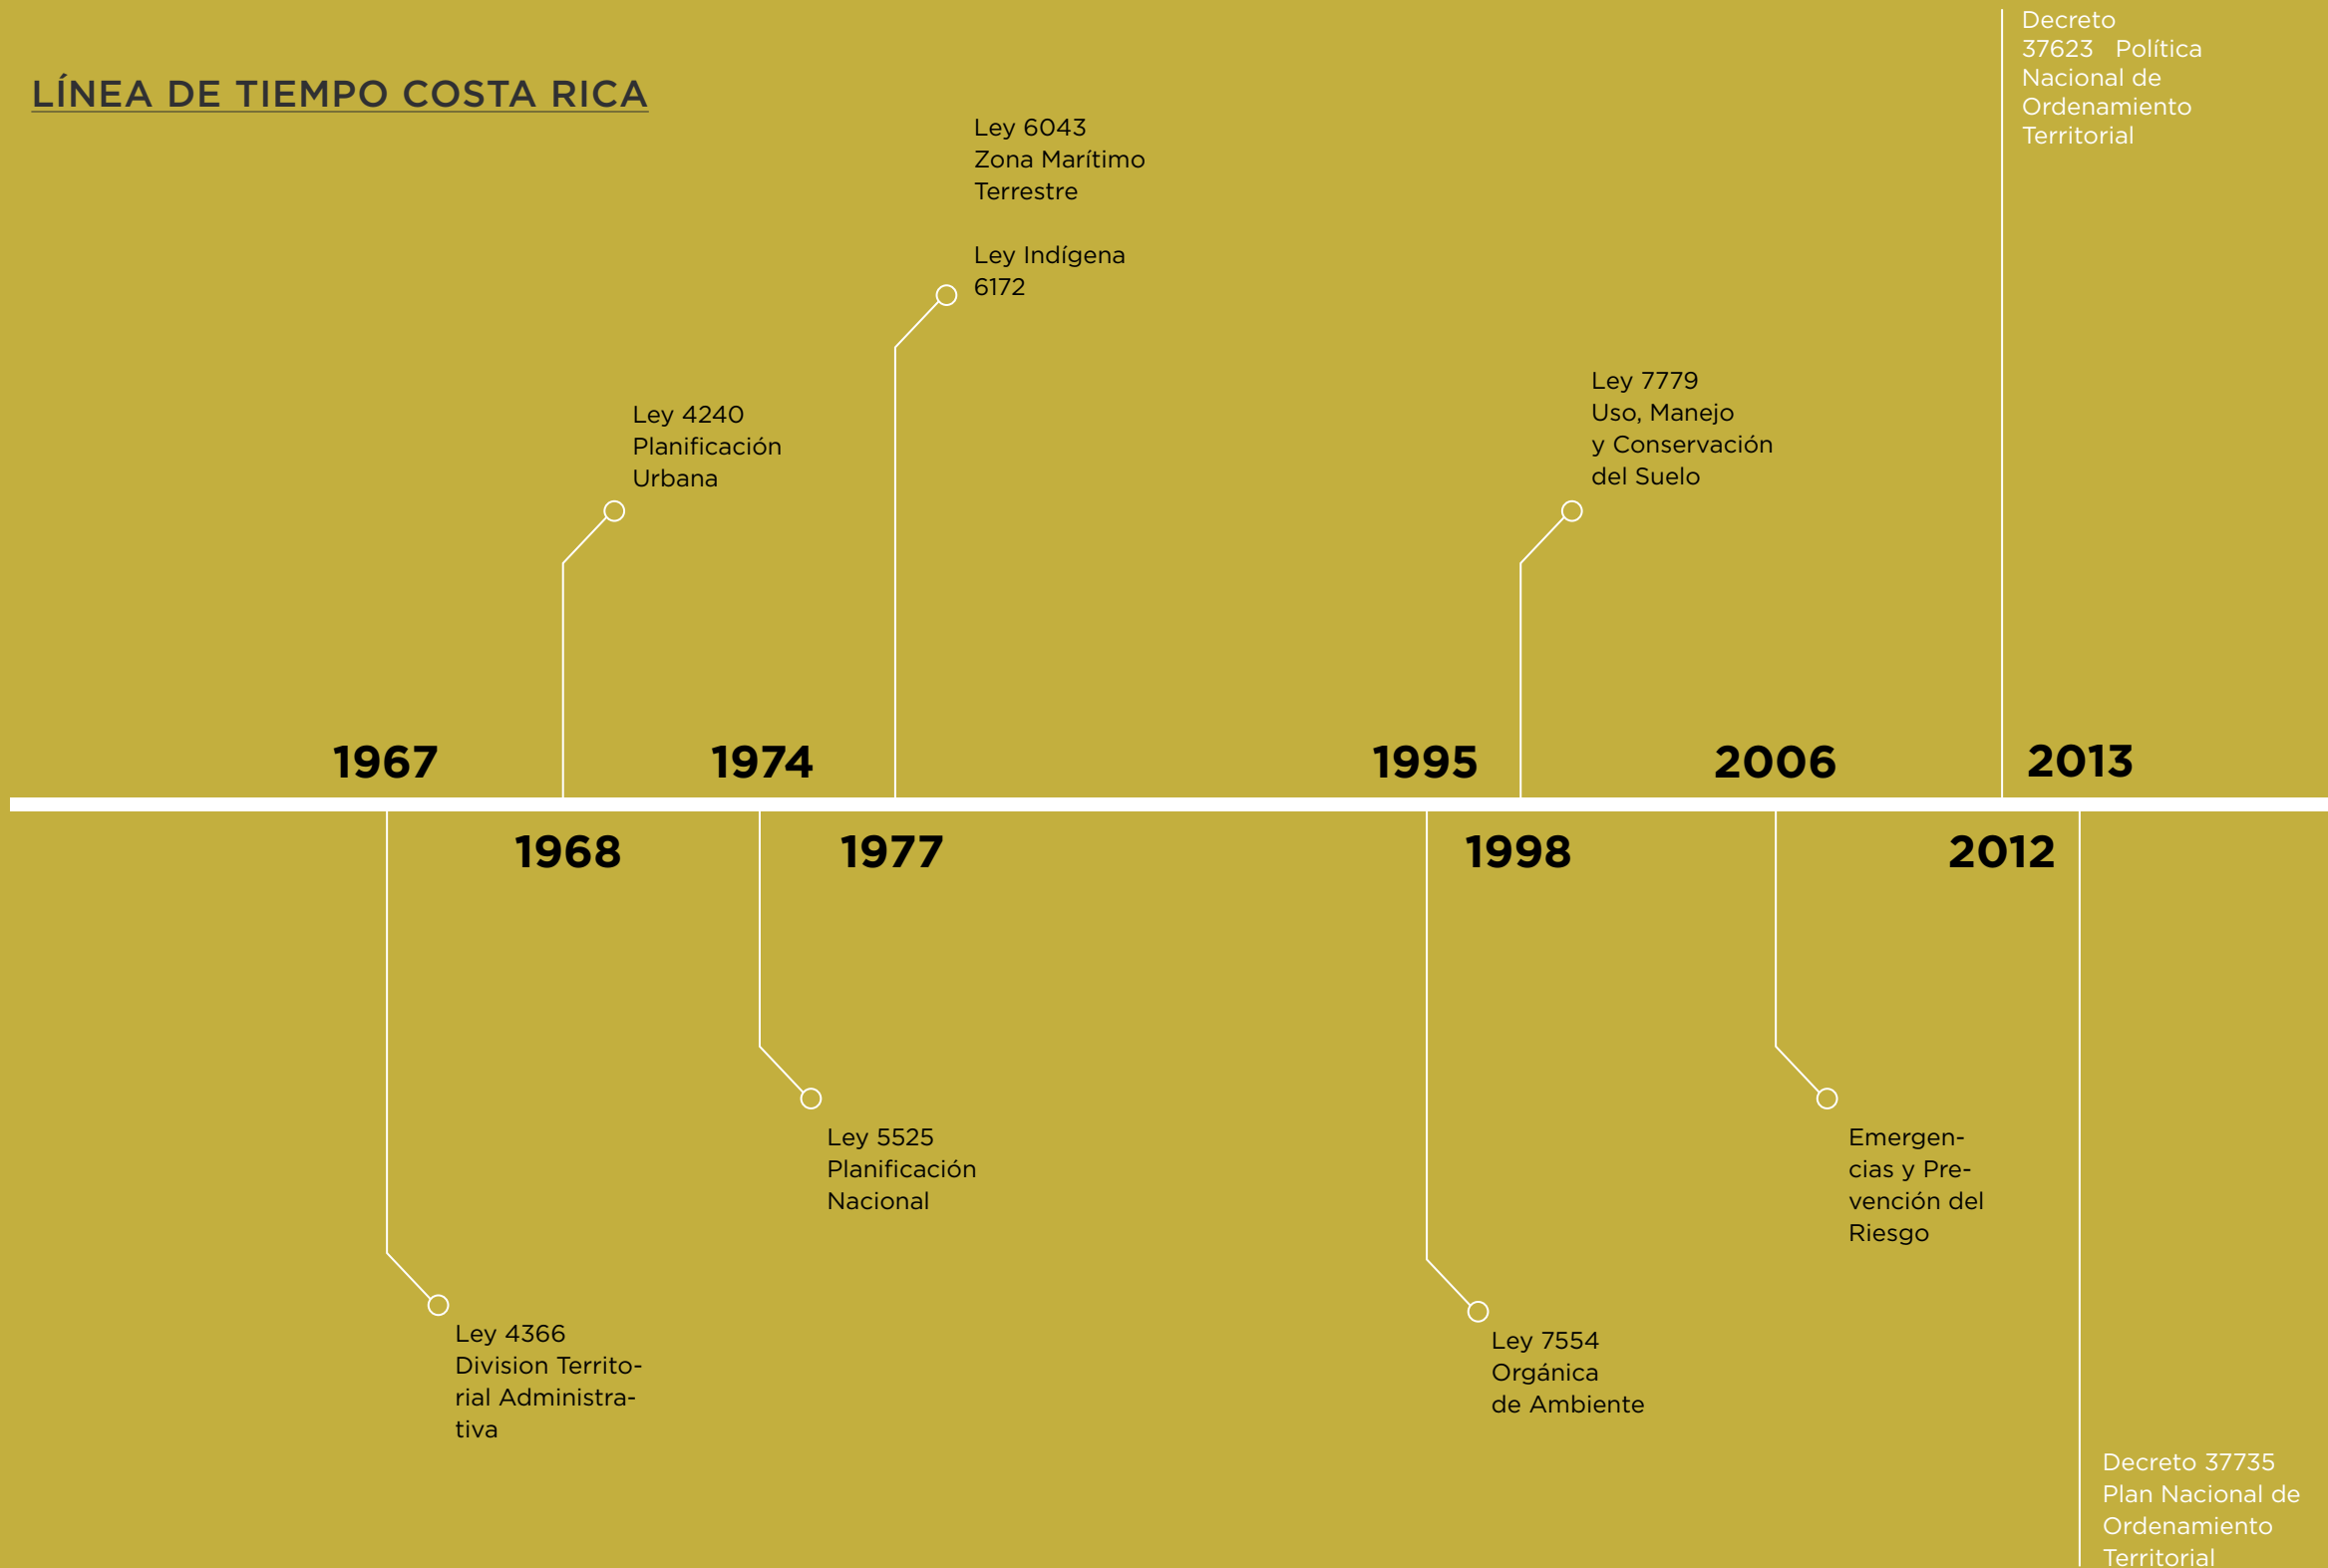 LÍNEA DE TIEMPO COSTA RICA
Decreto
37623 Política
Nacional de
Ordenamiento
Territorial
Ley 6043
Zona Marítimo
Terrestre
Ley Indígena
6172
Ley 4240
Planificación
Urbana
Ley 7779
Uso, Manejo
y Conservación
del Suelo
1967
1974
1995
2006
2013
1968
1977
1998
2012
Ley 5525
Planificación
Nacional
Emergen-
cias y Pre-
vención del
Riesgo
Ley 4366
Division Territo-
rial Administra-
tiva
Ley 7554
Orgánica
de Ambiente
Decreto 37735
Plan Nacional de
Ordenamiento
Territorial